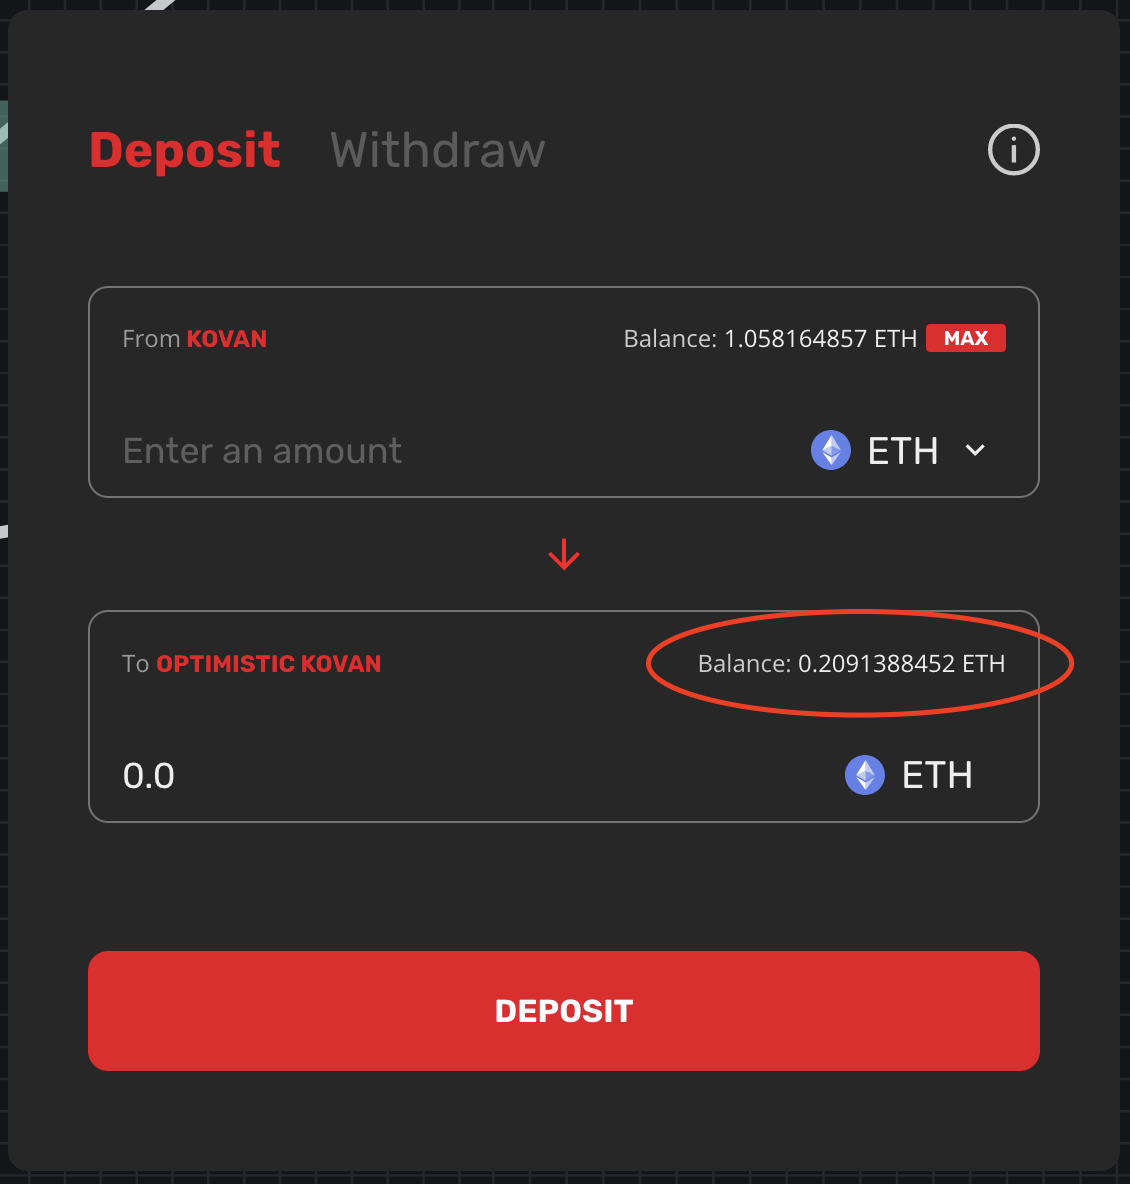 Deposit Withdraw
From KOVAN Balance: 1.058164857 ETH MAX
Enter an amount ETH
To OPTIMISTIC KOVAN Balance: 0.2091388452 ETH
0.0 ETH
DEPOSIT